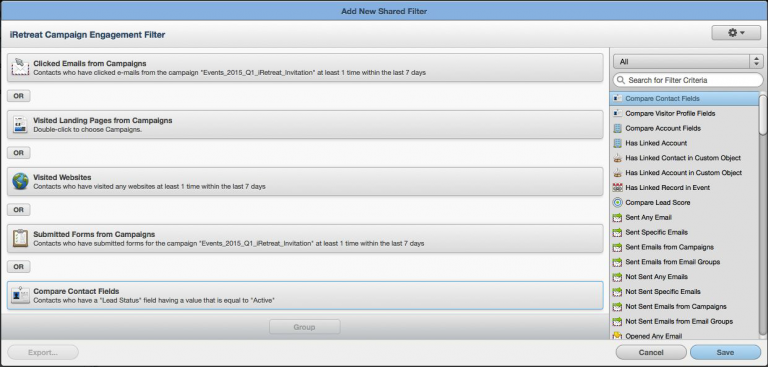 Add New Shared Filter
iRetreat Campaign Engagement Filter
Clicked Emails from Campaigns
Contacts who have clicked e-mails from the campaign "Events_2015_Q1_iRetreat_Invitation" at least 1 time within the last 7 days
OR
Visited Landing Pages from Campaigns
Double-click to choose Campaigns.
OR
Visited Websites
Contacts who have visited any websites at least 1 time within the last 7 days
OR
Submitted Forms from Campaigns
Contacts who have submitted forms for the campaign "Events_2015_Q1_iRetreat_Invitation" at least 1 time within the last 7 days
OR
Compare Contact Fields
Contacts who have a "Lead Status" field having a value that is equal to "Active"
Group
All
Search for Filter Criteria
Compare Contact Fields
Compare Visitor Profile Fields
Compare Account Fields
Has Linked Account
Has Linked Contact in Custom Object
Has Linked Account in Custom Object
Has Linked Record in Event
Compare Lead Score
Sent Any Email
Sent Specific Emails
Sent Emails from Campaigns
Sent Emails from Email Groups
Not Sent Any Emails
Not Sent Specific Emails
Not Sent Emails from Campaigns
Not Sent Emails from Email Groups
Opened Any Email
Export...
Cancel
Save